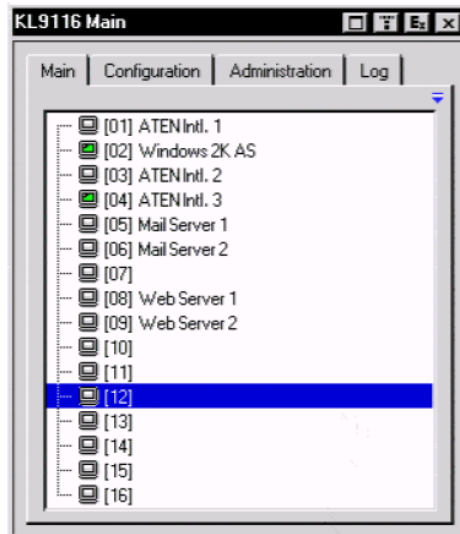 KL9116 Main
Main Configuration Administration Log
[01] ATEN Intl. 1
[02] Windows 2K AS
[03] ATEN Intl. 2
[04] ATEN Intl. 3
[05] Mail Server 1
[06] Mail Server 2
[07]
[08] Web Server 1
[09] Web Server 2
[10]
[11]
[12]
[13]
[14]
[15]
[16]